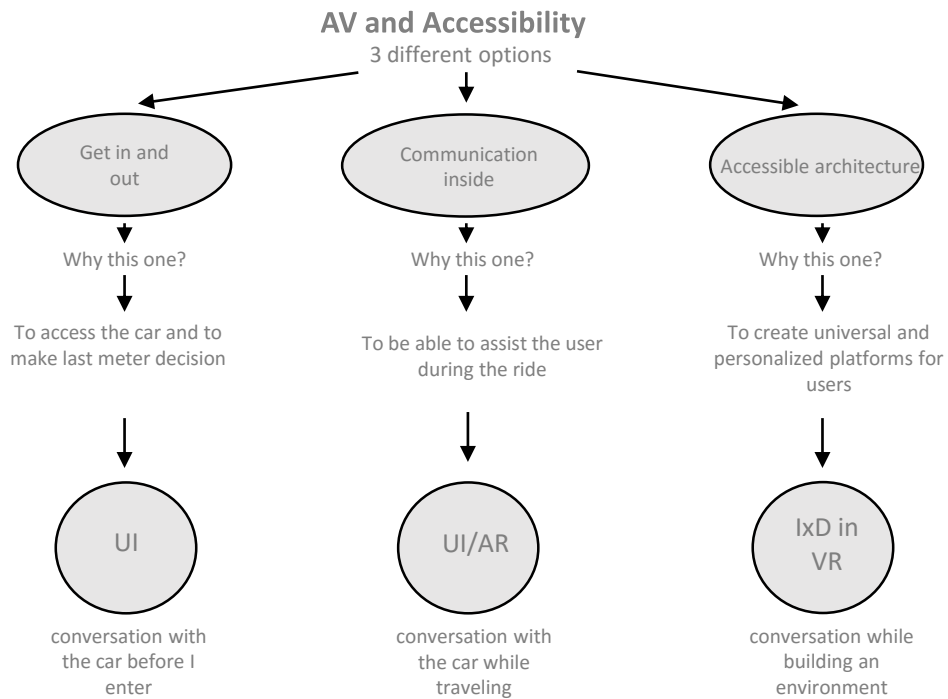 AV and Accessibility
3 different options
Get in and
out
Communication
inside
Accessible architecture
Why this one?
Why this one?
Why this one?
To access the car and to
make last meter decision
To be able to assist the user
during the ride
To create universal and
personalized platforms for
users
UI
UI/AR
IxD in
VR
conversation with
the car before I
enter
conversation with
the car while
traveling
conversation while
building an
environment